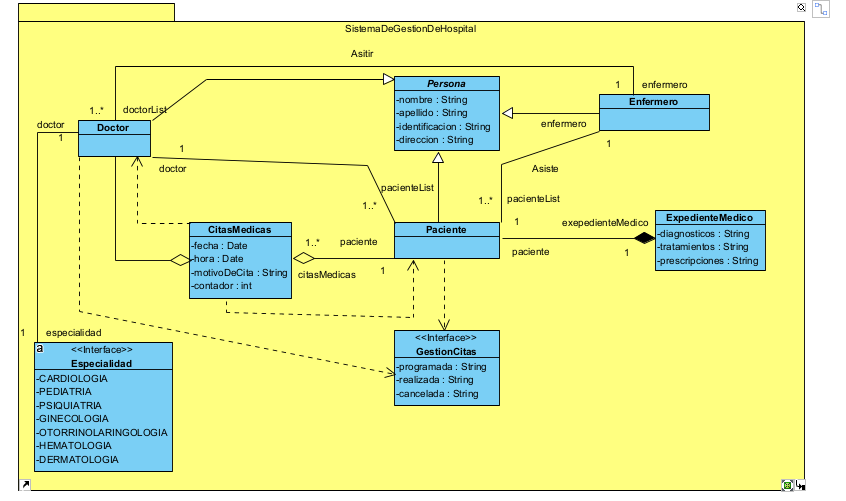 SistemaDeGestionDeHospital
Asitir
1
enfermero
Persona
-nombre : String
-apellido : String
-identificacion : String
-direccion : String
Enfermero
enfermero
1
1..*
doctorList
doctor
1
Doctor
1
doctor
Asiste
pacienteList
1..*
1..*
pacienteList
CitasMedicas
-fecha : Date
-hora : Date
-motivoDeCita : String
-contador : int
1..*
paciente
citasMedicas
1
Paciente
1
exepedienteMedico
paciente
1
ExpedienteMedico
-diagnosticos : String
-tratamientos : String
-prescripciones : String
1
especialidad
a
<<Interface>>
Especialidad
-CARDIOLOGIA
-PEDIATRIA
-PSIQUIATRIA
-GINECOLOGIA
-OTORRINOLARINGOLOGIA
-HEMATOLOGIA
-DERMATOLOGIA
<<Interface>>
GestionCitas
-programada : String
-realizada : String
-cancelada : String